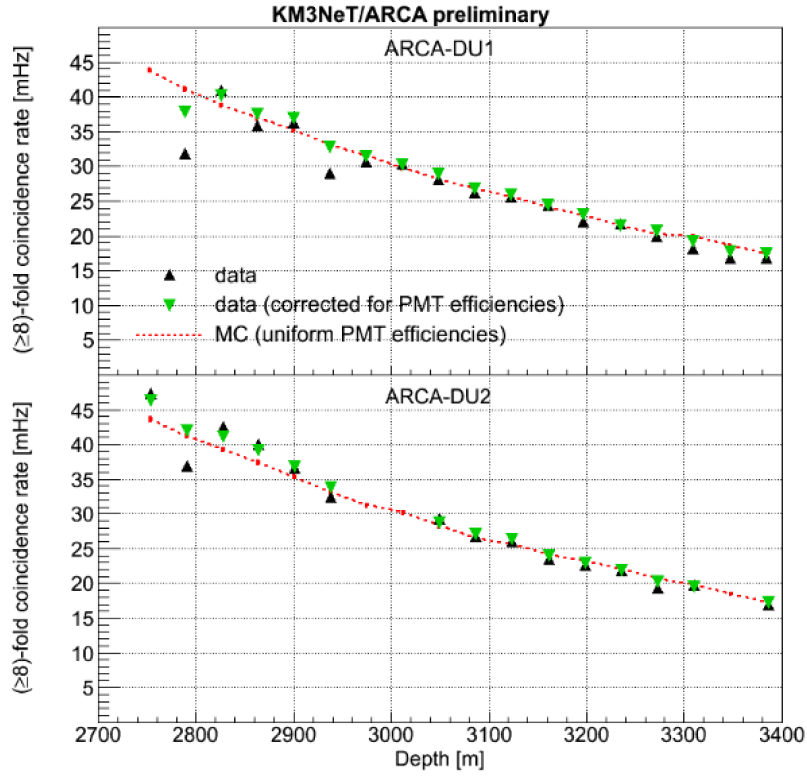 KM3NeT/ARCA preliminary
(≥8)-fold coincidence rate [mHz]
ARCA-DU1
45
40
35
30
25
20
15
10
5
data
data (corrected for PMT efficiencies)
MC (uniform PMT efficiencies)
(≥8)-fold coincidence rate [mHz]
ARCA-DU2
45
40
35
30
25
20
15
10
5
2700 2800 2900 3000 3100 3200 3300 3400
Depth [m]